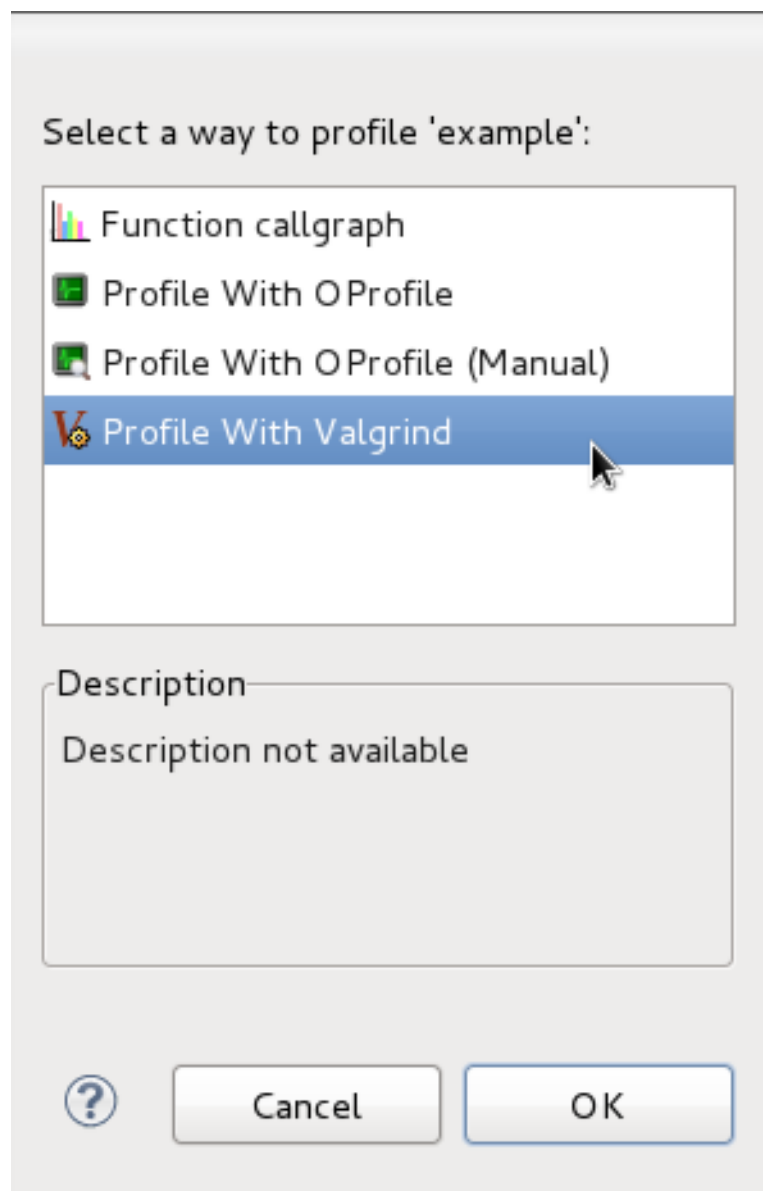 Select a way to profile 'example':
Function callgraph
Profile With OProfile
Profile With OProfile (Manual)
Profile With Valgrind
Description
Description not available
?
Cancel
OK